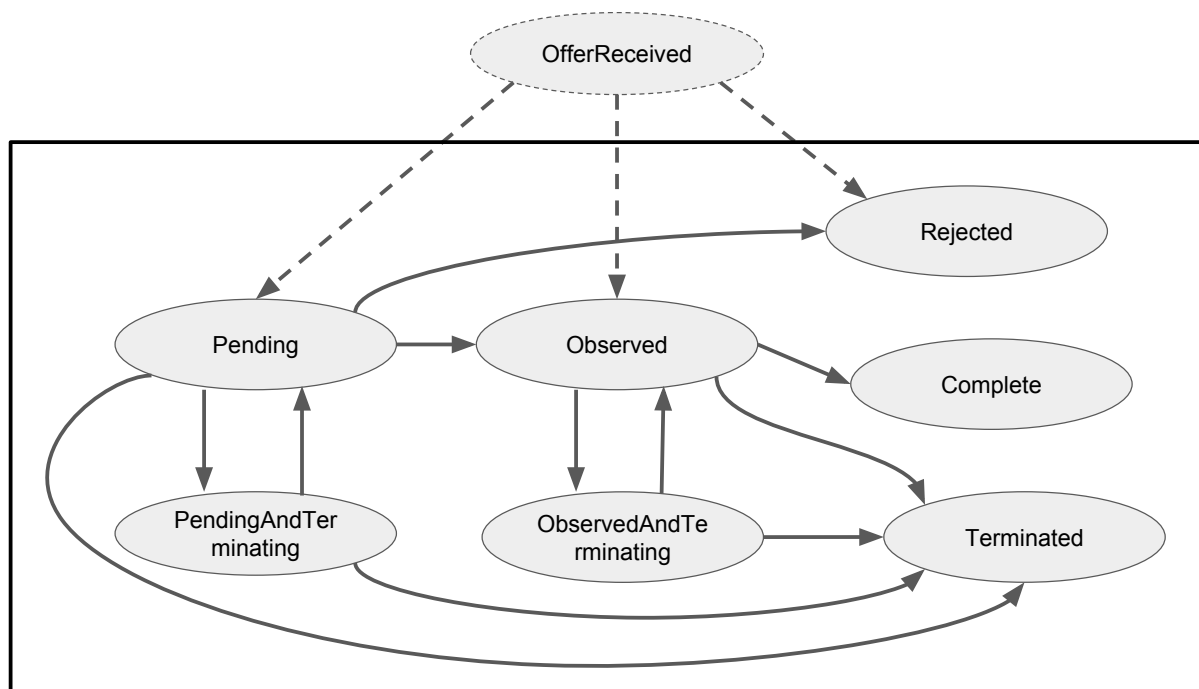 OfferReceived
Rejected
Pending
Observed
Complete
PendingAndTer
minating
ObservedAndTe
rminating
Terminated